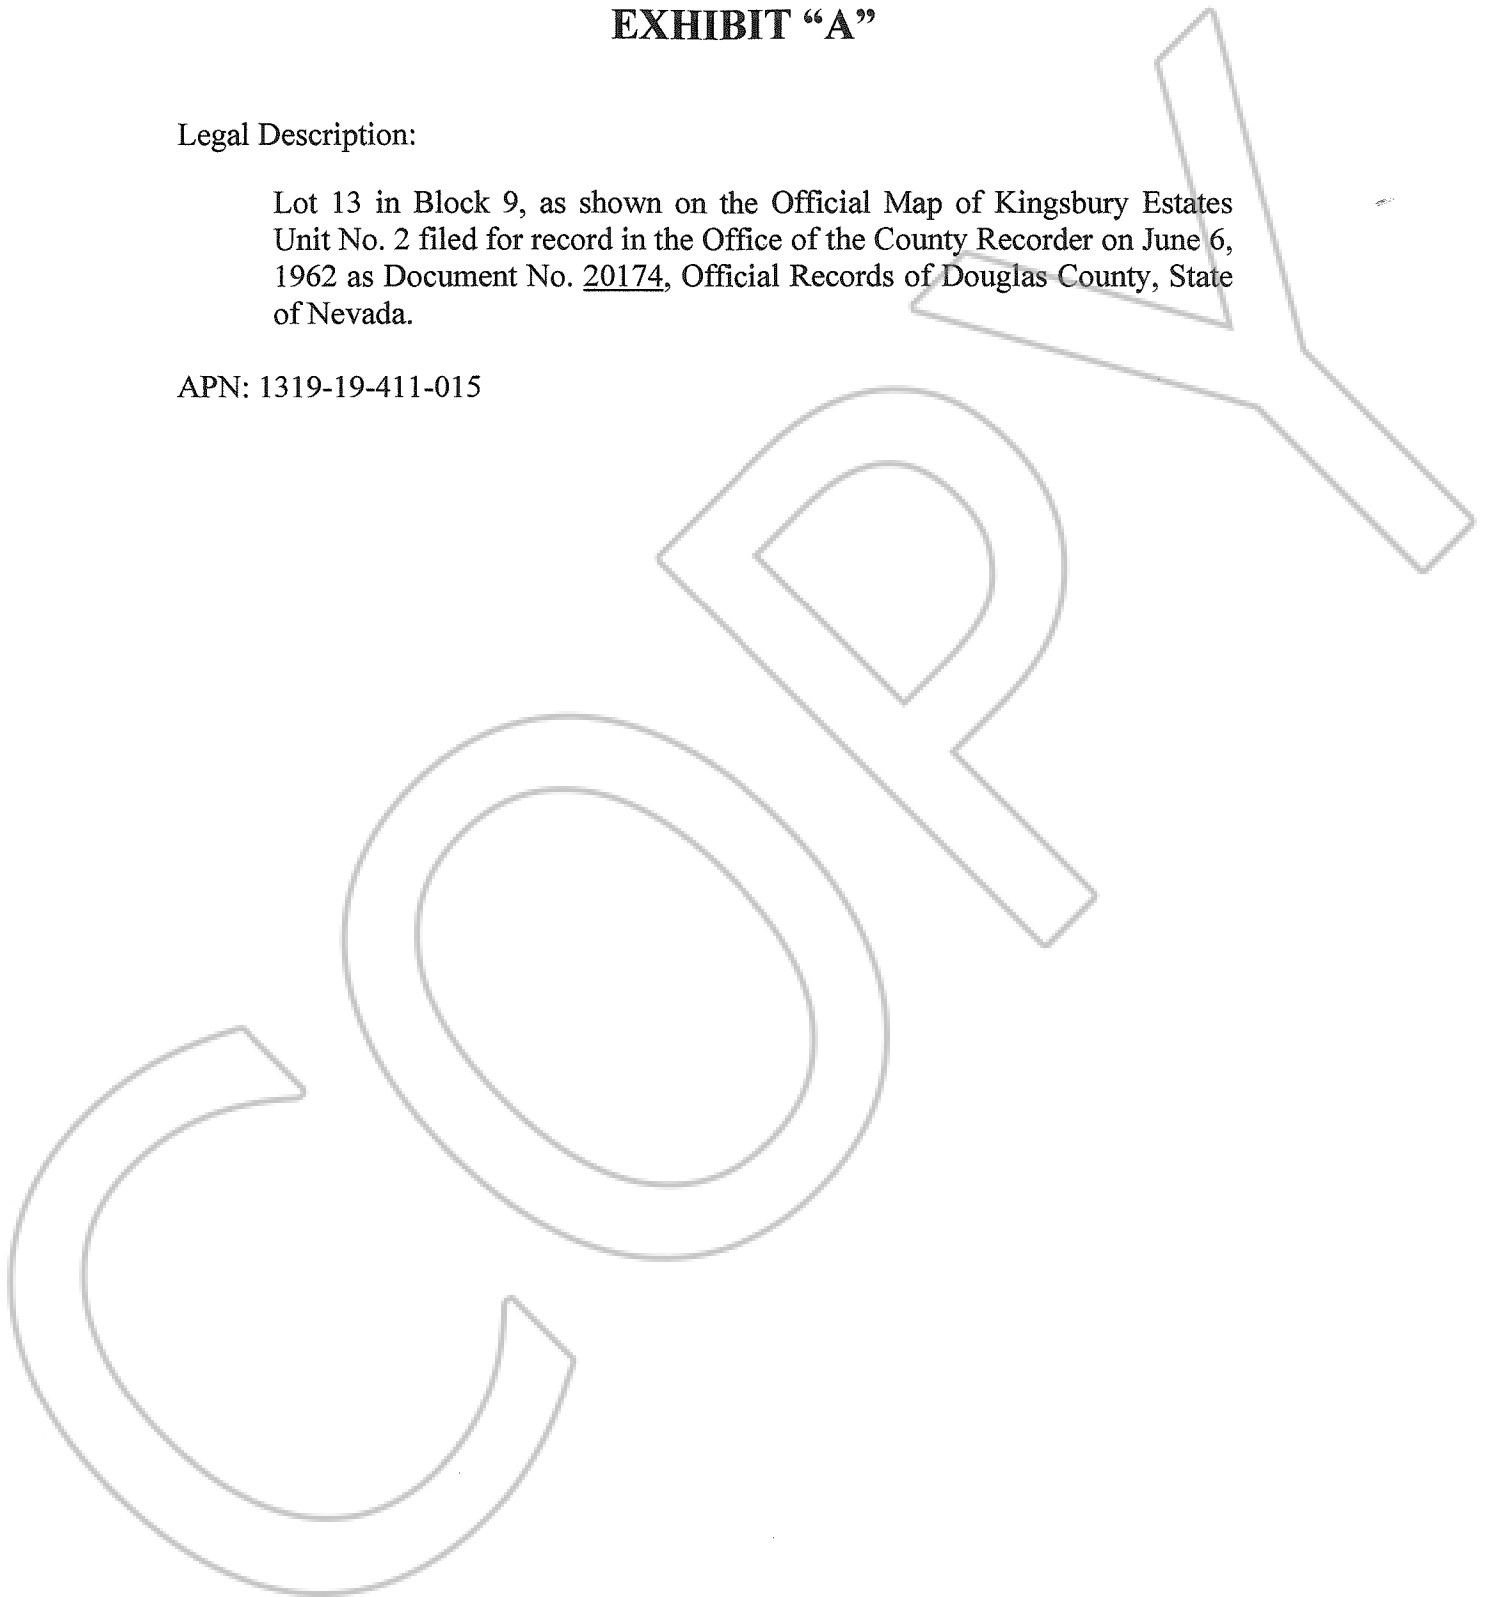 EXHIBIT “A”
Legal Description:
Lot 13 in Block 9, as shown on the Official Map of Kingsbury Estates
Unit No. 2 filed for record in the Office of the County Recorder on June 6,
1962 as Document No. 20174, Official Records of Douglas County, State
of Nevada.
APN: 1319-19-411-015
COPY